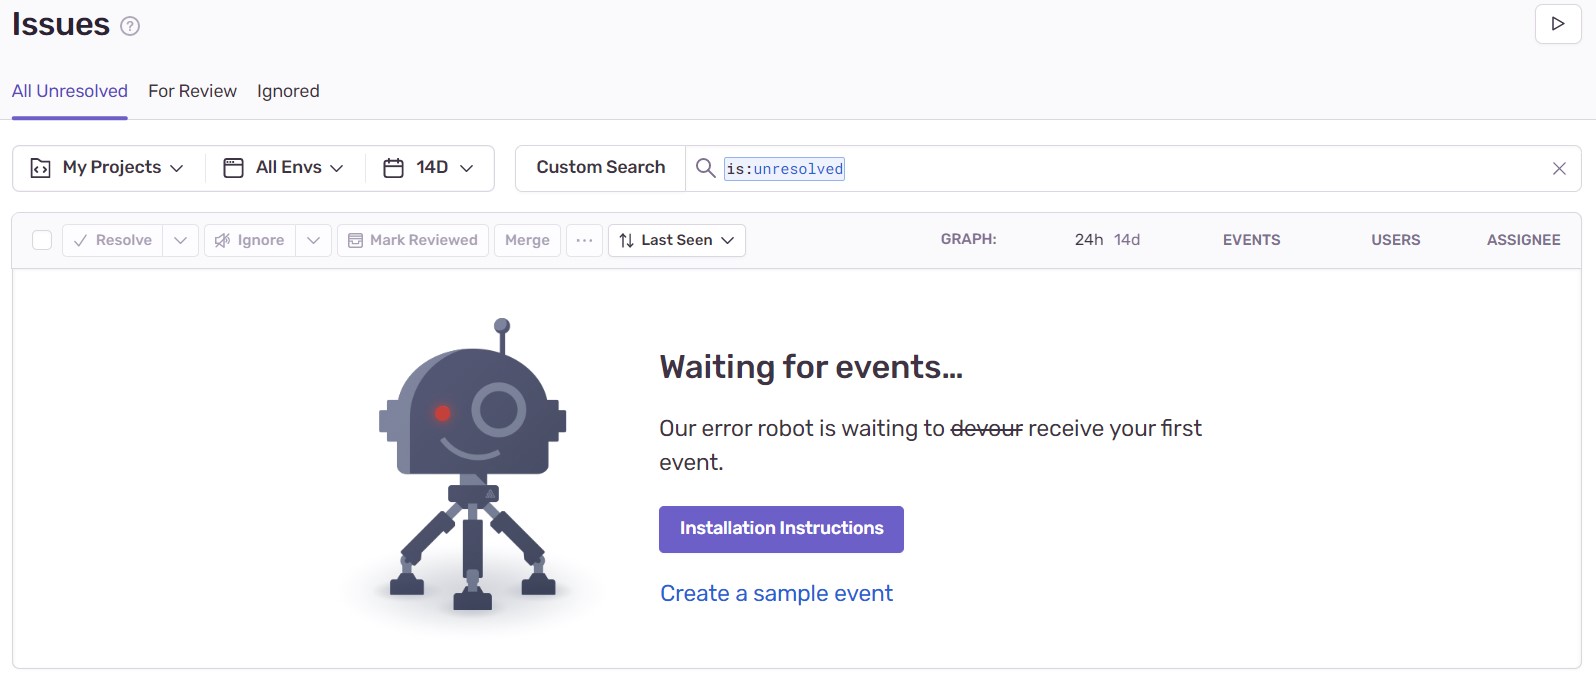 Issues ?
All Unresolved For Review Ignored
My Projects All Envs 14D Custom Search is:unresolved
Resolve Ignore Mark Reviewed Merge ... Last Seen GRAPH: 24h 14d EVENTS USERS ASSIGNEE
Waiting for events…
Our error robot is waiting to devour receive your first
event.
Installation Instructions
Create a sample event